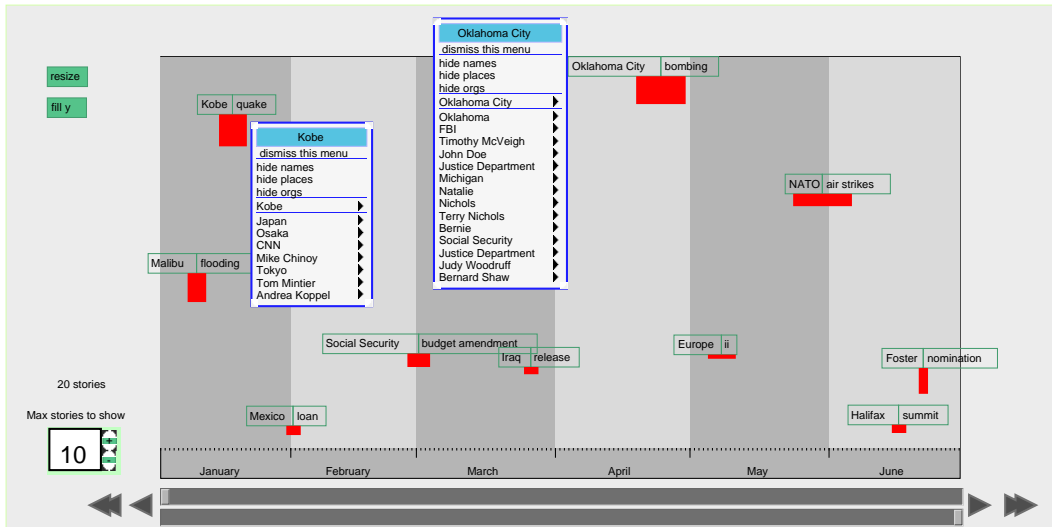 resize
fill y
Oklahoma City
dismiss this menu
hide names
hide places
hide orgs
Oklahoma City
Oklahoma
FBI
Timothy McVeigh
John Doe
Justice Department
Michigan
Natalie
Nichols
Terry Nichols
Bernie
Social Security
Justice Department
Judy Woodruff
Bernard Shaw
Oklahoma City bombing
Kobe quake
Kobe
dismiss this menu
hide names
hide places
hide orgs
Kobe
Japan
Osaka
CNN
Mike Chinoy
Tokyo
Tom Mintier
Andrea Koppel
NATO air strikes
Malibu flooding
Social Security budget amendment
Iraq release
Europe ii
Foster nomination
Mexico loan
Halifax summit
20 stories
Max stories to show
10
+
-
January February March April May June